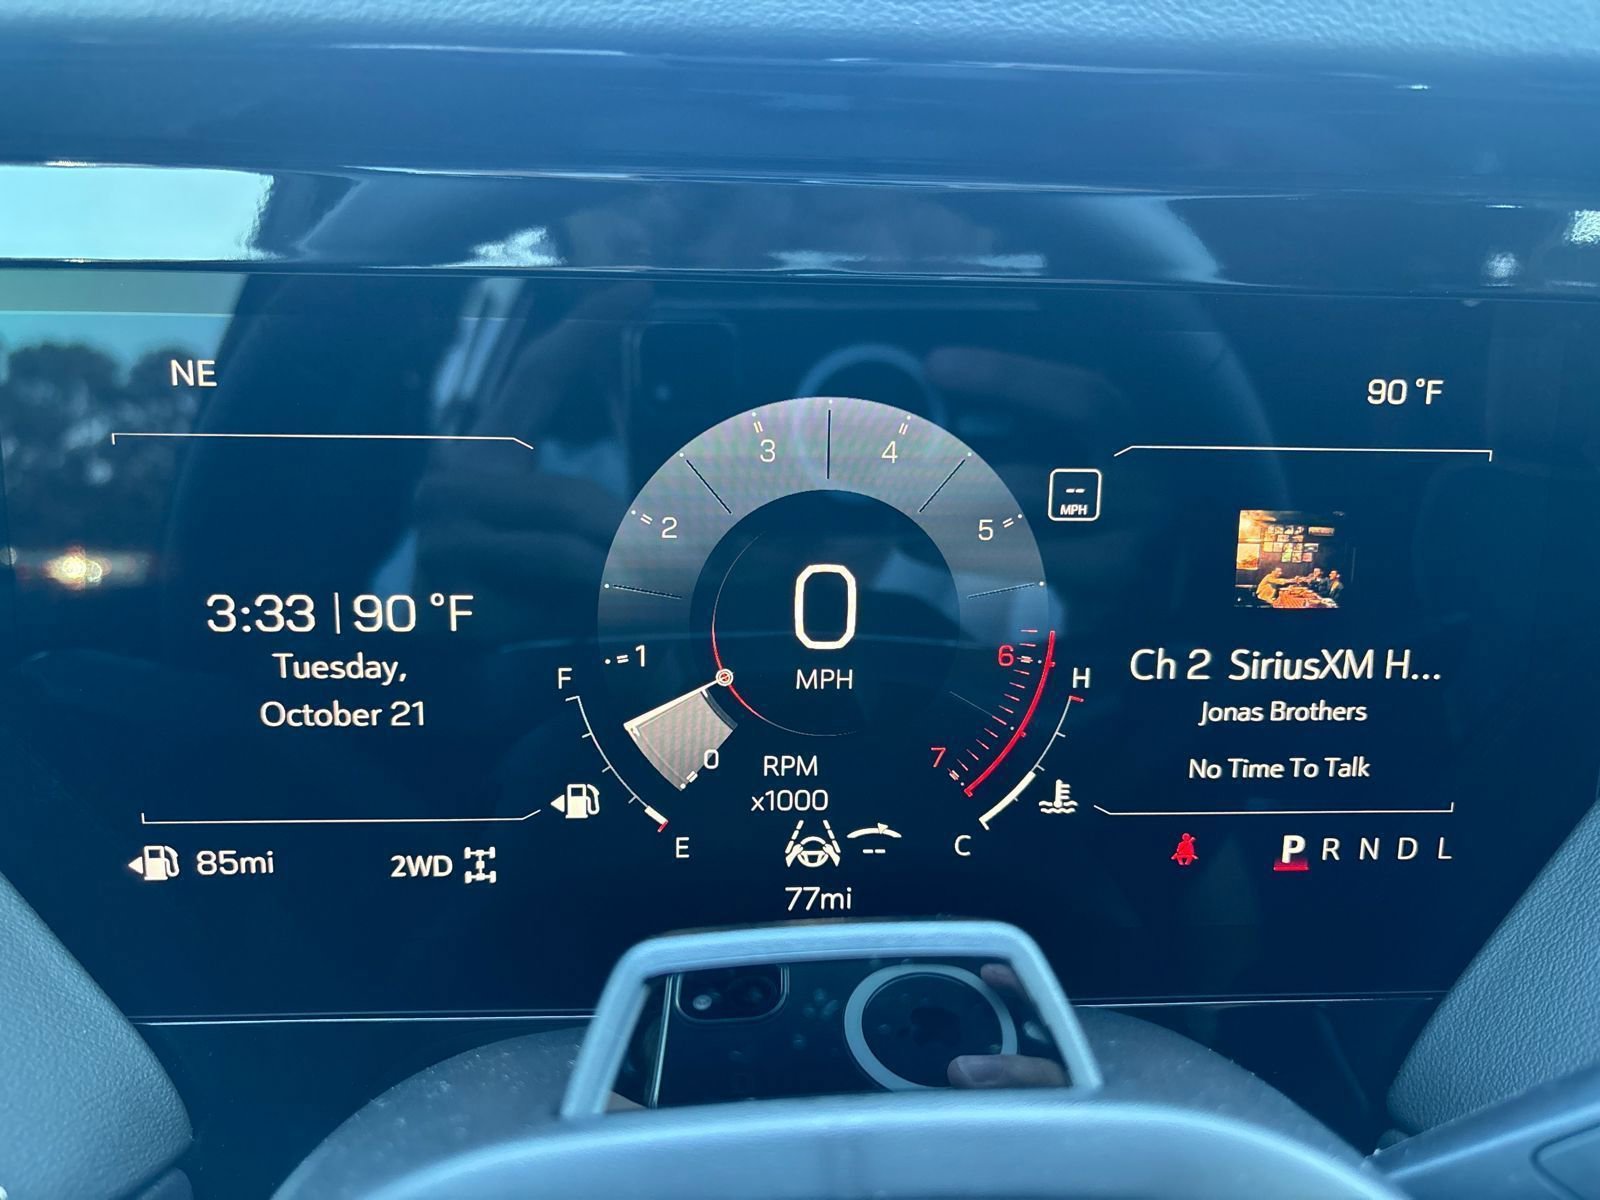 NE
90 °F
3:33 | 90 °F
Tuesday,
October 21
0
1
2
3
4
5
6
7
0
MPH
RPM
x1000
--
MPH
F
E
H
C
Ch 2 SiriusXM H...
Jonas Brothers
No Time To Talk
85mi
2WD
--
77mi
P R N D L